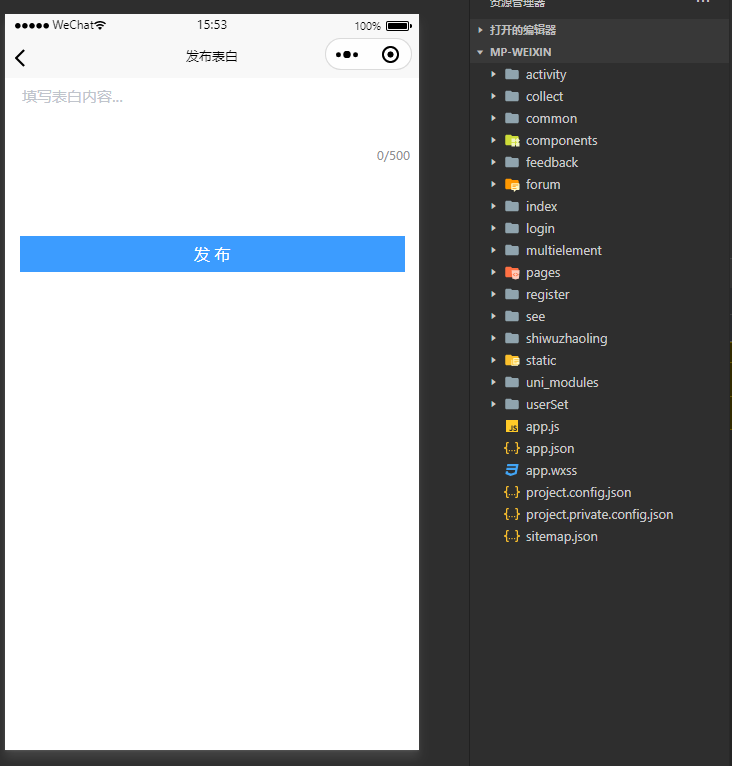 WeChat
15:53
100%
发布表白
填写表白内容...
0/500
发 布
资源管理器
打开的编辑器
MP-WEIXIN
activity
collect
common
components
feedback
forum
index
login
multielement
pages
register
see
shiwuzhaoling
static
uni_modules
userSet
app.js
app.json
app.wxss
project.config.json
project.private.config.json
sitemap.json